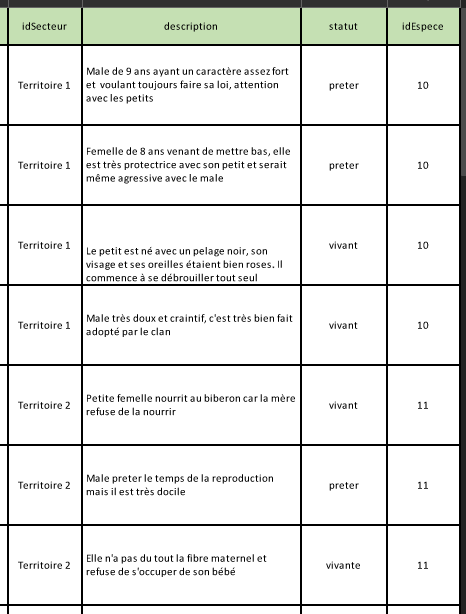 idSecteur description statut idEspece
Male de 9 ans ayant un caractère assez fort
Territoire 1 et voulant toujours faire sa loi, attention preter 10
avec les petits
Femelle de 8 ans venant de mettre bas, elle
Territoire 1 est très protectrice avec son petit et serait preter 10
même agressive avec le male
Territoire 1 vivant 10
Le petit est né avec un pelage noir, son
visage et ses oreilles étaient bien roses. Il
commence à se débrouiller tout seul
Male très doux et craintif, c'est très bien fait
Territoire 1 vivant 10
adopté par le clan
Petite femelle nourrit au biberon car la mère
Territoire 2 vivant 11
refuse de la nourrir
Male preter le temps de la reproduction
Territoire 2 preter 11
mais il est très docile
Elle n'a pas du tout la fibre maternel et
Territoire 2 vivante 11
refuse de s'occuper de son bébé